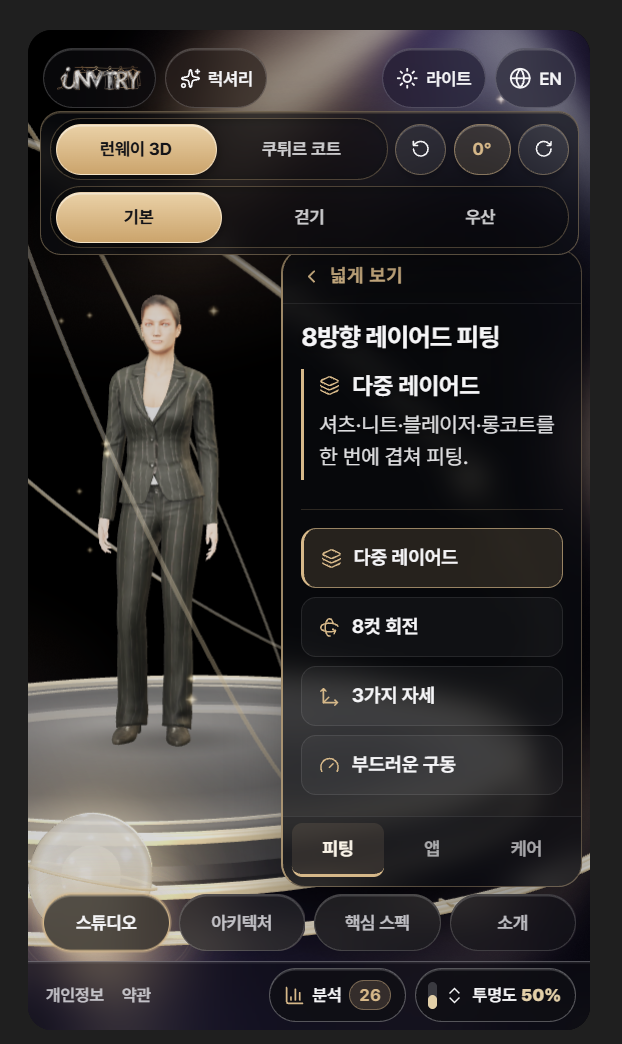 iNVTRY
럭셔리
라이트
EN
런웨이 3D
쿠튀르 코트
0°
기본
걷기
우산
넓게 보기
8방향 레이어드 피팅
다중 레이어드
셔츠·니트·블레이저·롱코트를
한 번에 겹쳐 피팅.
다중 레이어드
8컷 회전
3가지 자세
부드러운 구동
피팅
앱
케어
스튜디오
아키텍처
핵심 스펙
소개
개인정보
약관
분석 26
투명도 50%